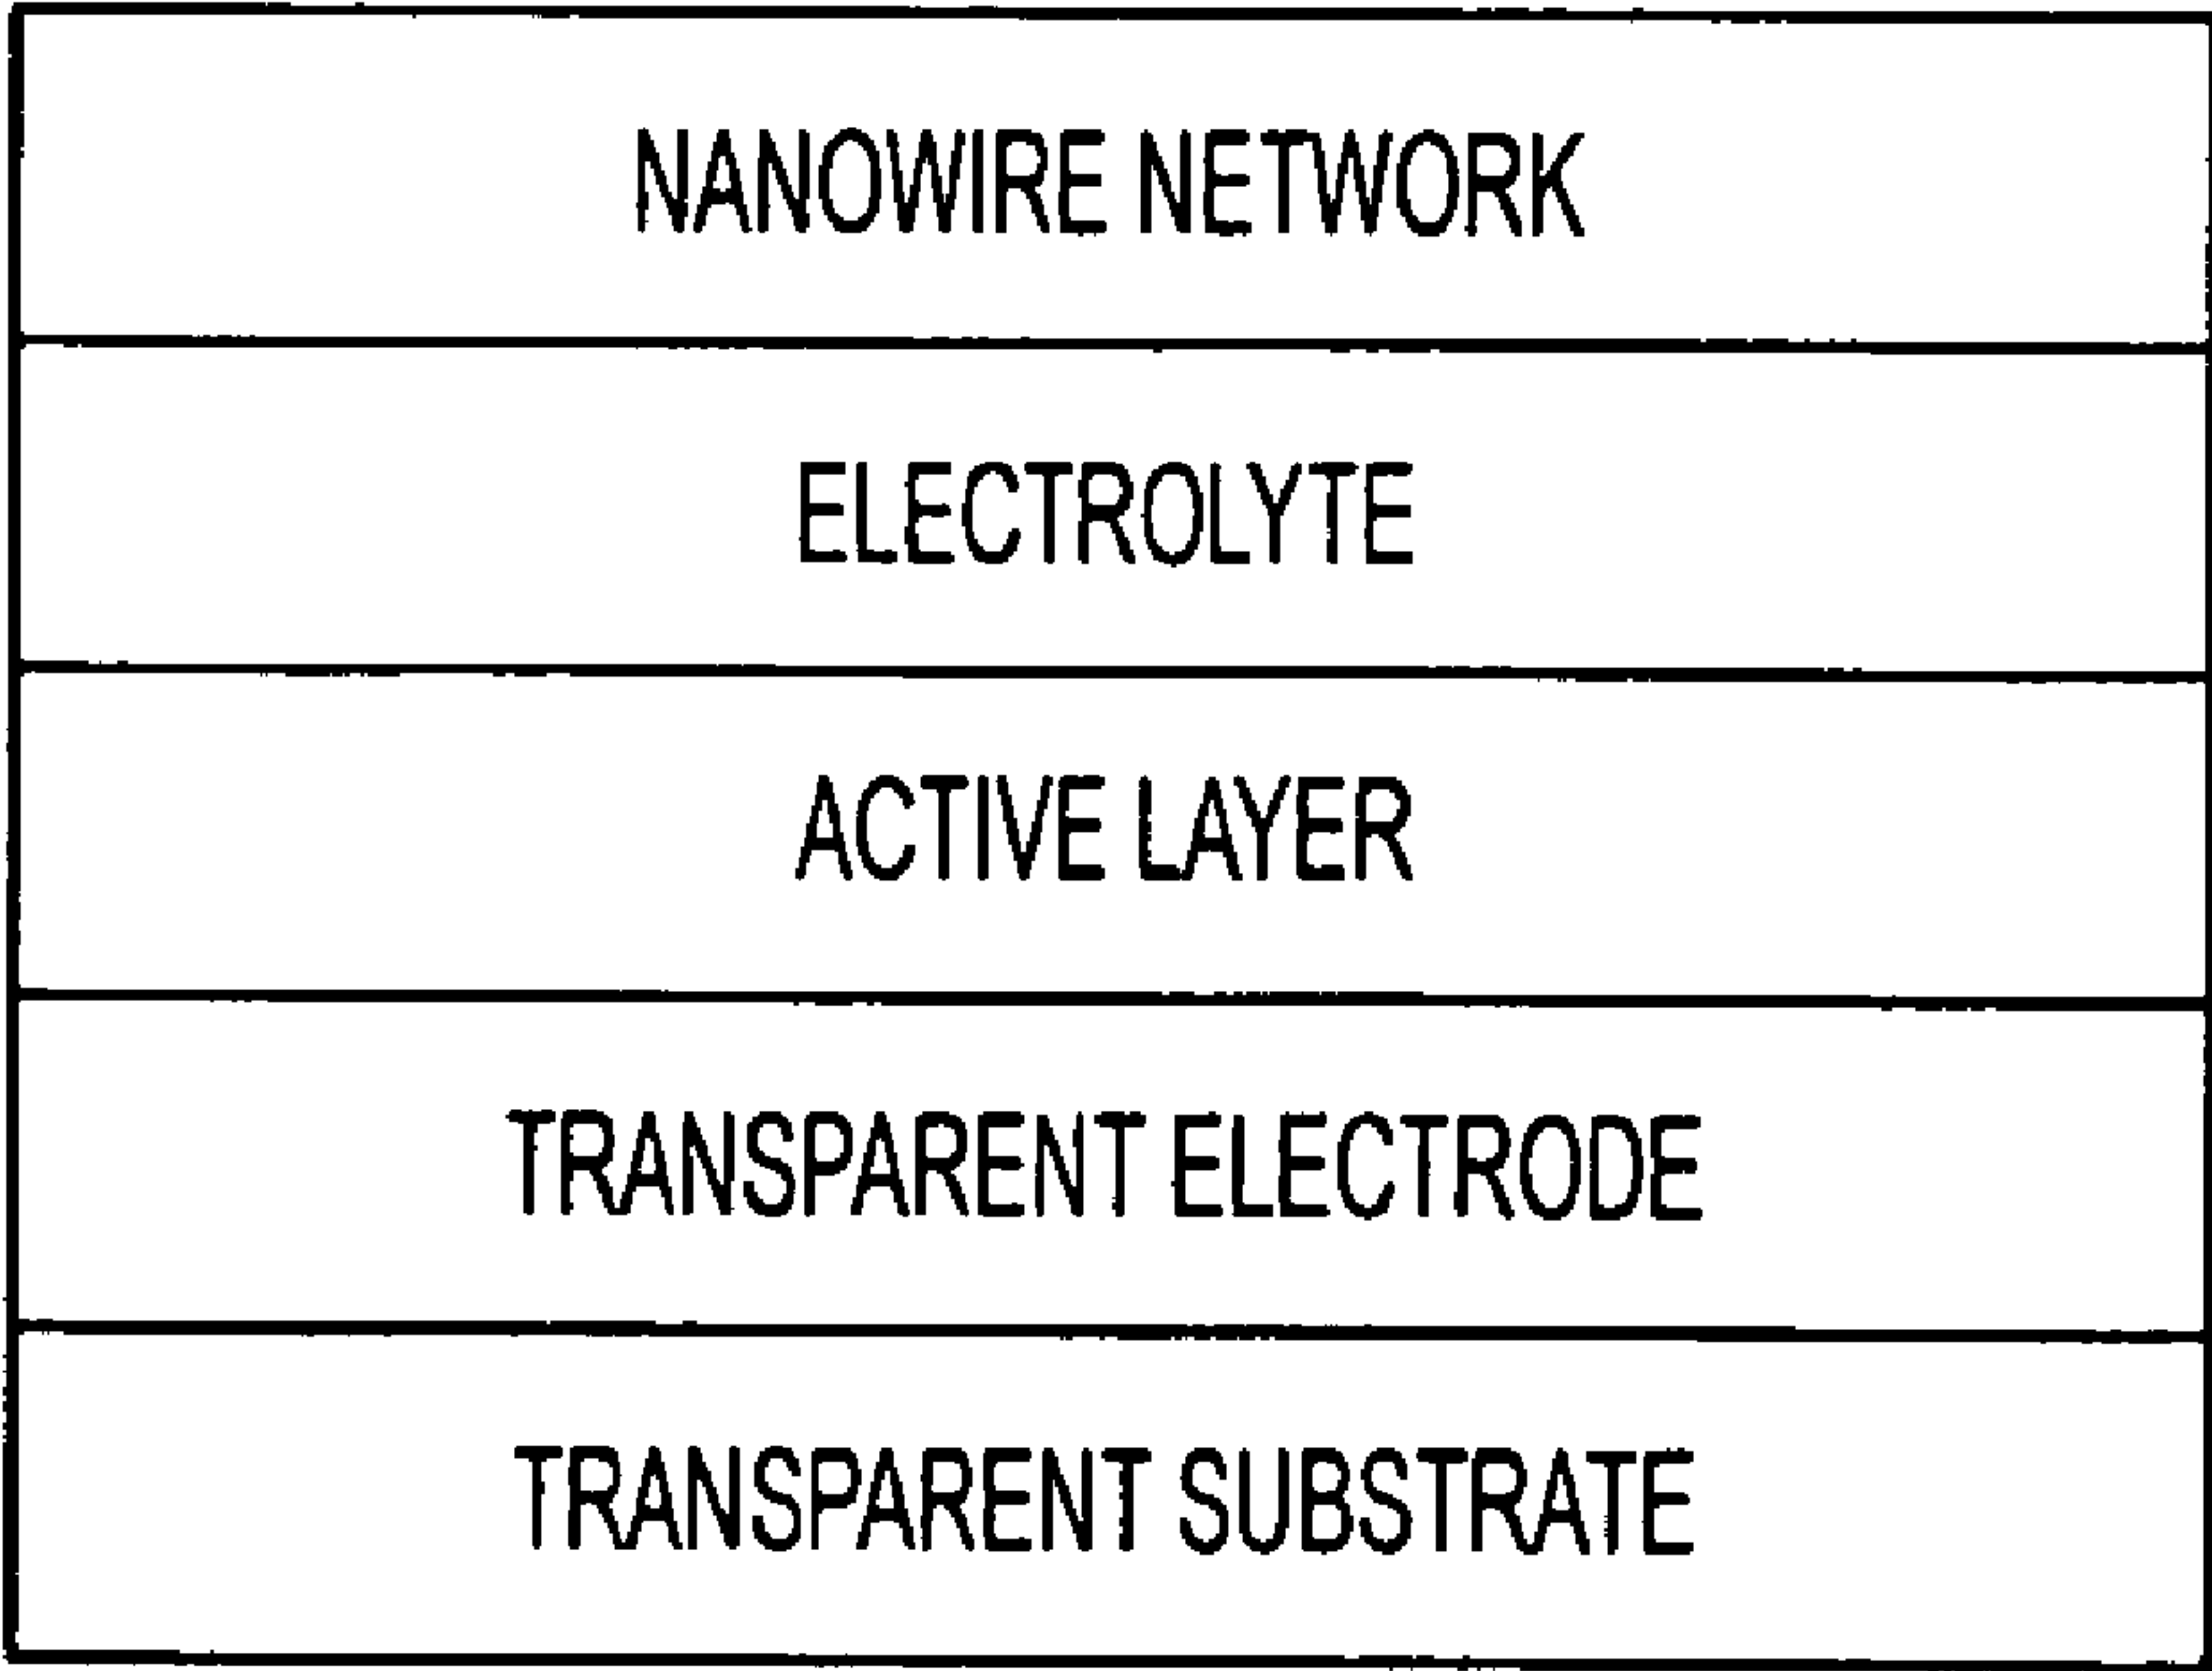 NANOWIRE NETWORK
ELECTROLYTE
ACTIVE LAYER
TRANSPARENT ELECTRODE
TRANSPARENT SUBSTRATE